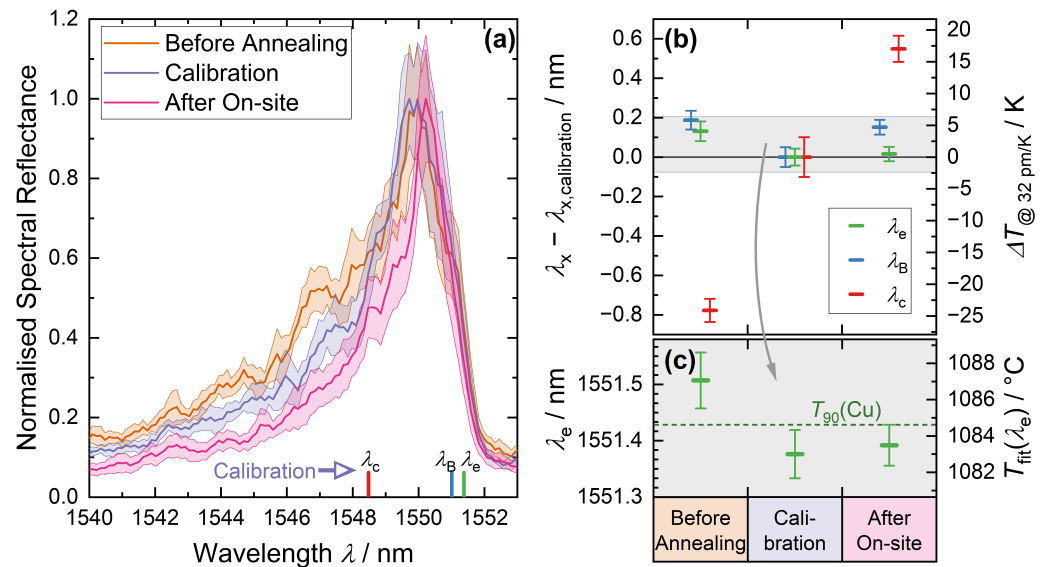 (a)
Before Annealing
Calibration
After On-site
1.2
1.0
0.8
0.6
0.4
0.2
0.0
Normalised Spectral Reflectance
Calibration
λc
λB
λe
1540 1542 1544 1546 1548 1550 1552
Wavelength λ / nm
(b)
0.6
0.4
0.2
0.0
−0.2
−0.4
−0.6
−0.8
λx − λx,calibration / nm
20
15
10
5
0
−5
−10
−15
−20
−25
ΔT@ 32 pm/K / K
λe
λB
λc
(c)
1551.5
1551.4
1551.3
λe / nm
T90(Cu)
1088
1086
1084
1082
Tfit(λe) / °C
Before
Annealing
Cali-
bration
After
On-site